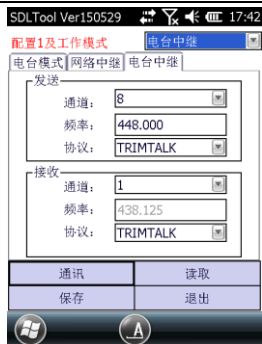 SDLTool Ver150529 17:42
配置1及工作模式 电台中继
电台模式 网络中继 电台中继
发送
通道： 8
频率： 448.000
协议： TRIMTALK
接收
通道： 1
频率： 438.125
协议： TRIMTALK
通讯 读取
保存 退出
A